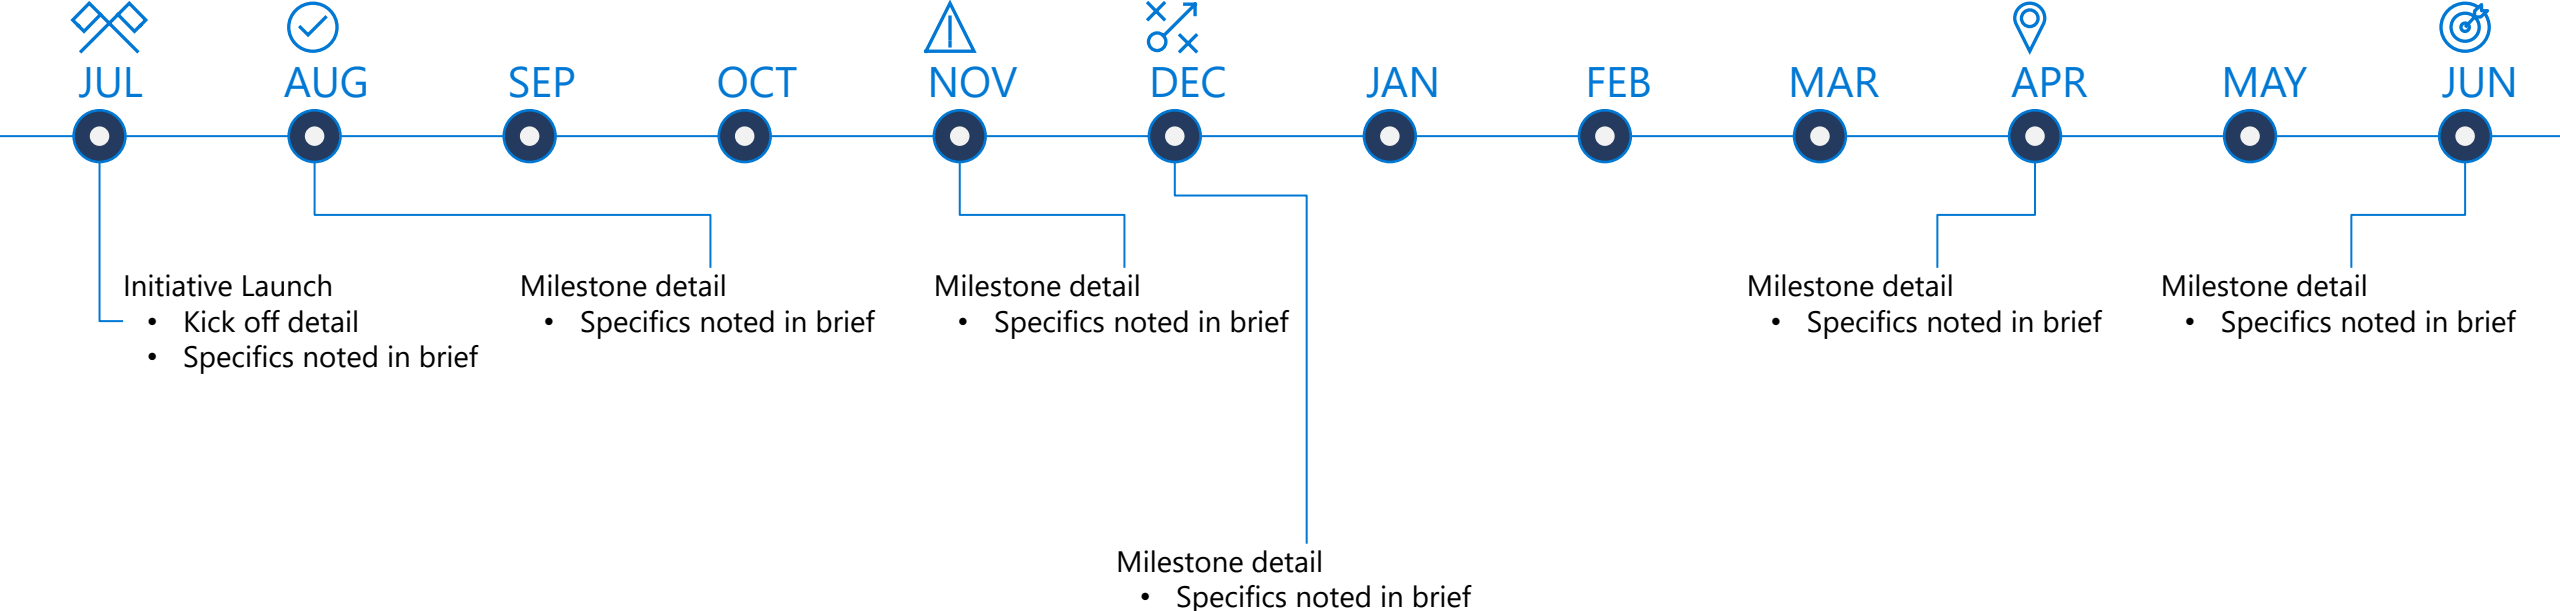 JUL AUG SEP OCT NOV DEC JAN FEB MAR APR MAY JUN
Initiative Launch
• Kick off detail
• Specifics noted in brief
Milestone detail
• Specifics noted in brief
Milestone detail
• Specifics noted in brief
Milestone detail
• Specifics noted in brief
Milestone detail
• Specifics noted in brief
Milestone detail
• Specifics noted in brief